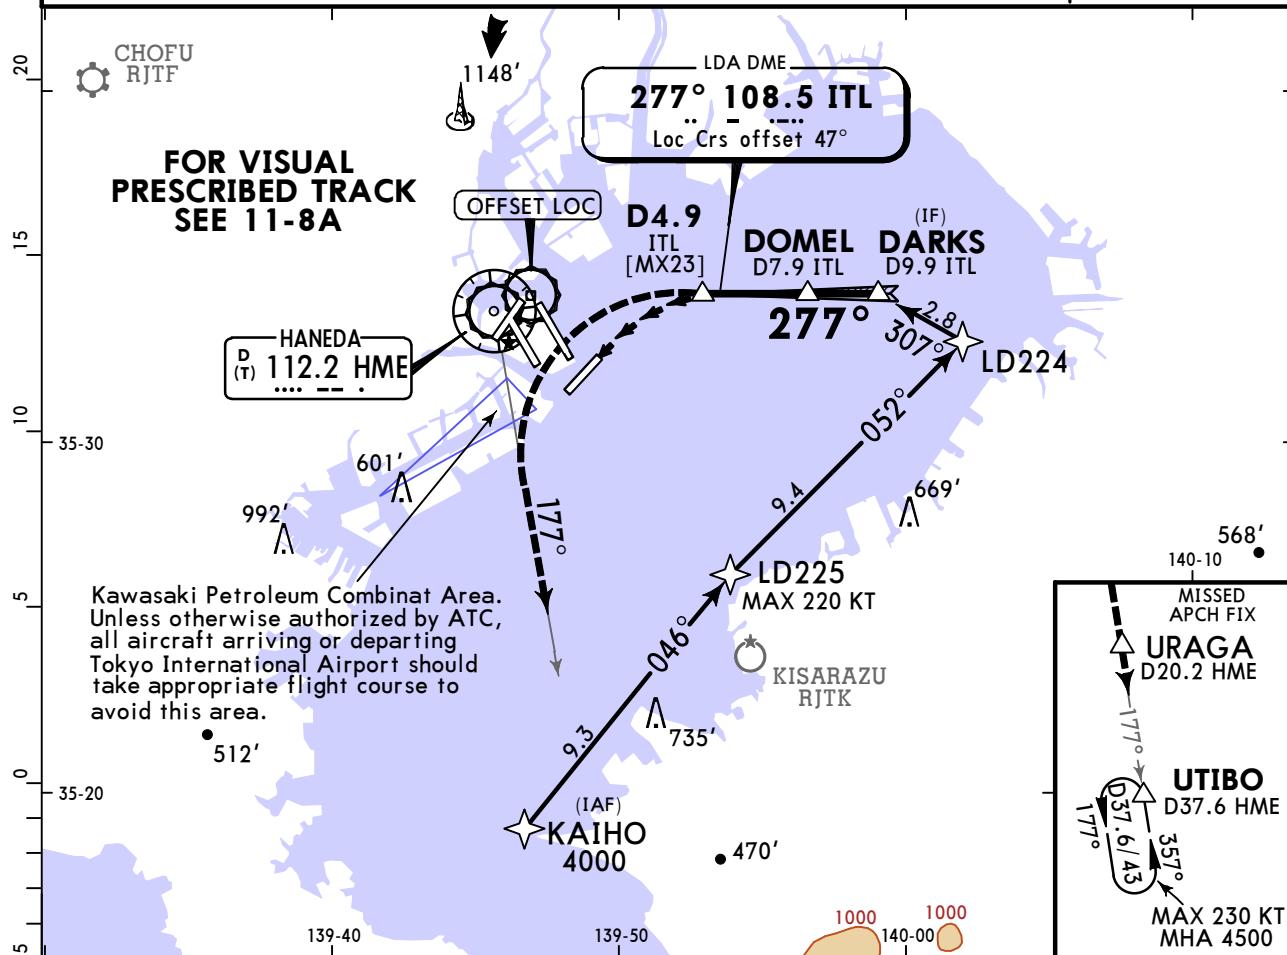 CHOFU
RJTF
1148'
LDA DME
277° 108.5 ITL
Loc Crs offset 47°
FOR VISUAL
PRESCRIBED TRACK
SEE 11-8A
OFFSET LOC
D4.9
ITL
[MX23]
DOMEL
D7.9 ITL
(IF)
DARKS
D9.9 ITL
277°
2.8
307°
LD224
HANEDA
D
(T)
112.2 HME
052°
9.4
601'
992'
669'
177°
LD225
MAX 220 KT
568'
Kawasaki Petroleum Combinat Area.
Unless otherwise authorized by ATC,
all aircraft arriving or departing
Tokyo International Airport should
take appropriate flight course to
avoid this area.
046°
9.3
KISARAZU
RJTK
735'
512'
(IAF)
KAIHO
4000
470'
1000
1000
MISSED
APCH FIX
URAGA
D20.2 HME
177°
UTIBO
D37.6 HME
D37.6/43
177°
357°
MAX 230 KT
MHA 4500
20
15
10
5
0
5
35-30
35-20
139-40
139-50
140-00
140-10